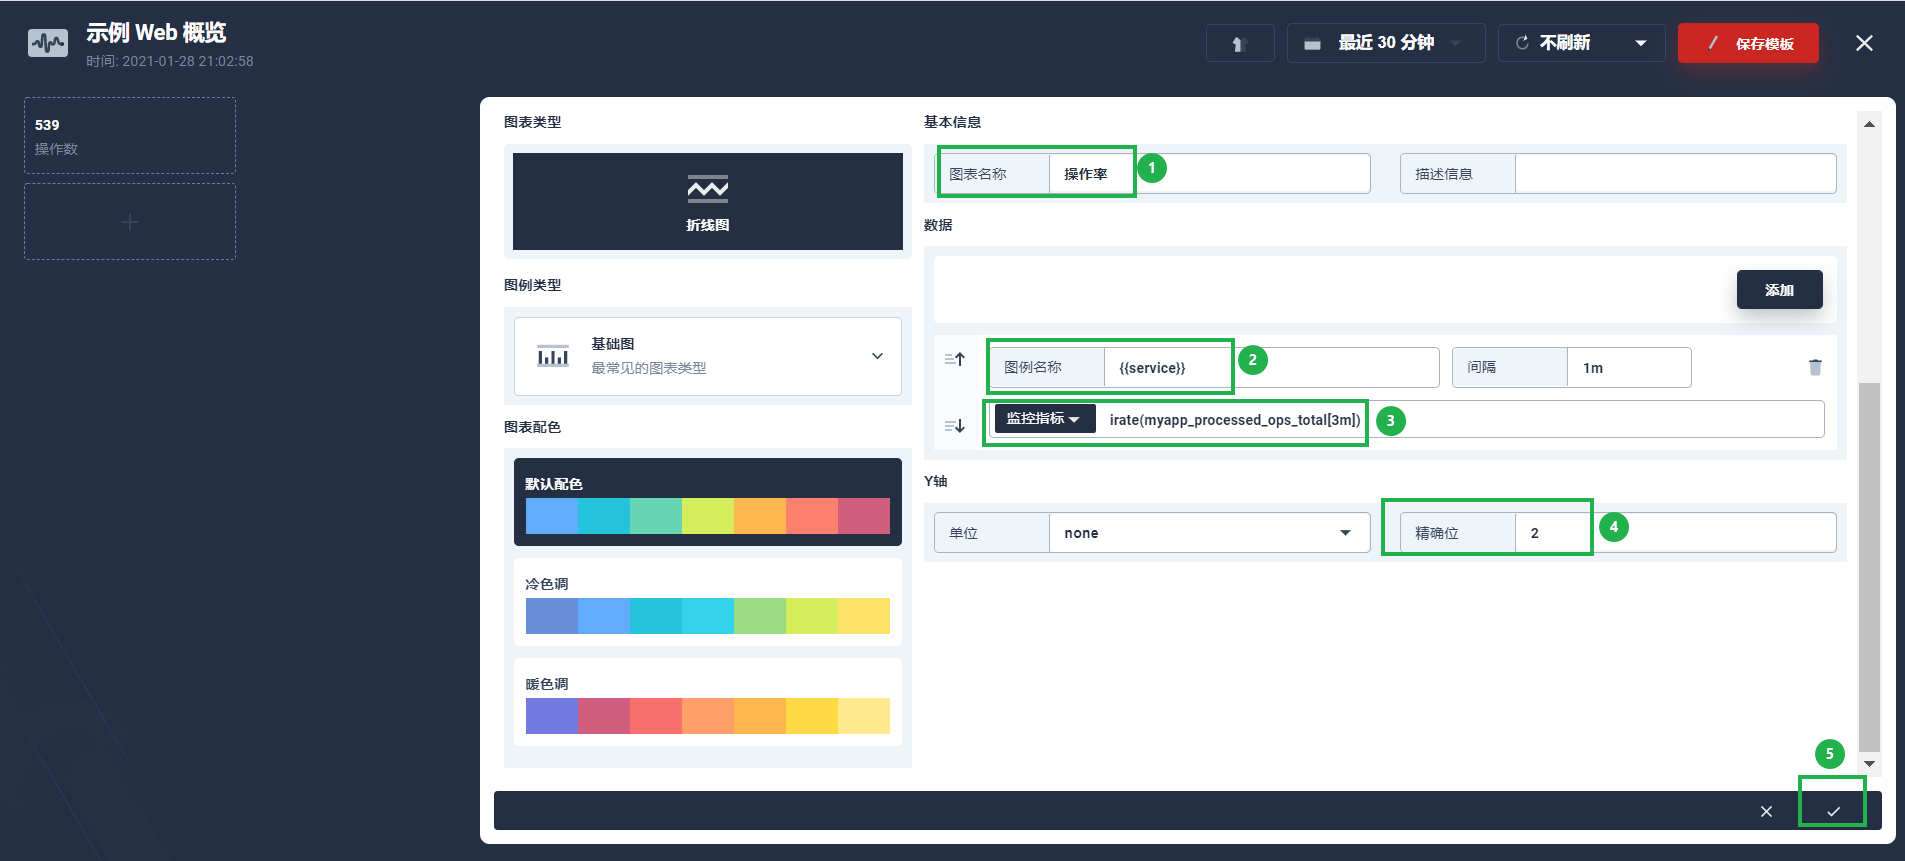 示例 Web 概览
时间: 2021-01-28 21:02:58
最近 30 分钟
不刷新
保存模板
539
操作数
图表类型
折线图
图例类型
基础图
最常见的图表类型
图表配色
默认配色
冷色调
暖色调
基本信息
图表名称
操作率
1
描述信息
数据
添加
图例名称
{{service}}
2
间隔
1m
监控指标
irate(myapp_processed_ops_total[3m])
3
Y轴
单位
none
精确位
2
4
5